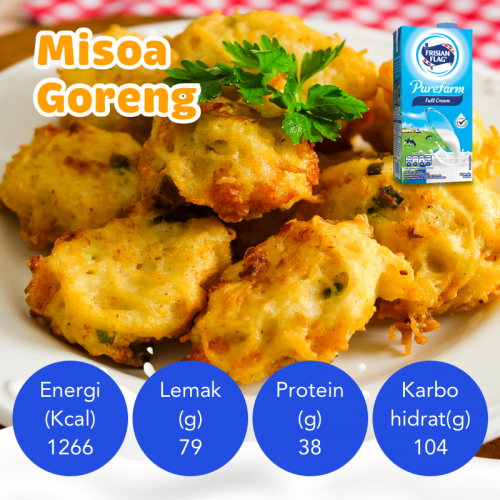 Misoa
Goreng
FRISIAN
FLAG
Purefarm
Full Cream
Energi
(Kcal)
1266
Lemak
(g)
79
Protein
(g)
38
Karbo
hidrat(g)
104